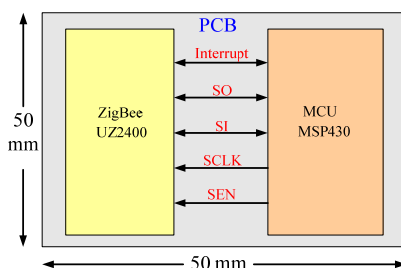 PCB
Interrupt
SO
SI
SCLK
SEN
ZigBee
UZ2400
MCU
MSP430
50
mm
50 mm